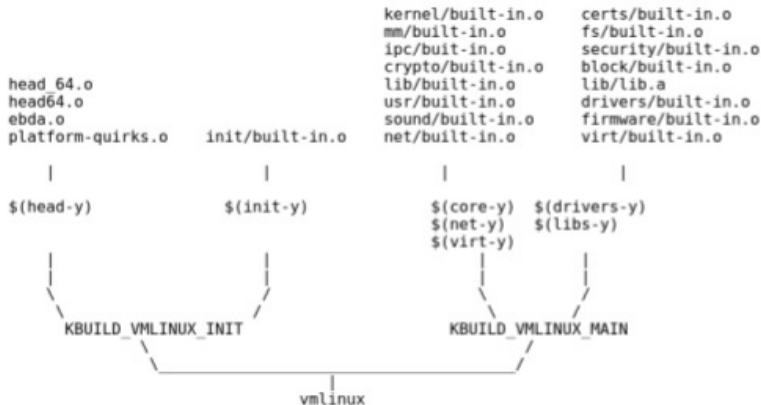 kernel/built-in.o certs/built-in.o
mm/built-in.o fs/built-in.o
ipc/buit-in.o security/built-in.o
crypto/built-in.o block/built-in.o
head_64.o lib/built-in.o lib/lib.a
head64.o usr/built-in.o drivers/built-in.o
ebda.o sound/built-in.o firmware/built-in.o
platform-quirks.o init/built-in.o net/built-in.o virt/built-in.o
$(head-y) $(init-y) $(core-y) $(drivers-y)
$(net-y) $(libs-y)
$(virt-y)
KBUILD_VMLINUX_INIT KBUILD_VMLINUX_MAIN
vmlinux